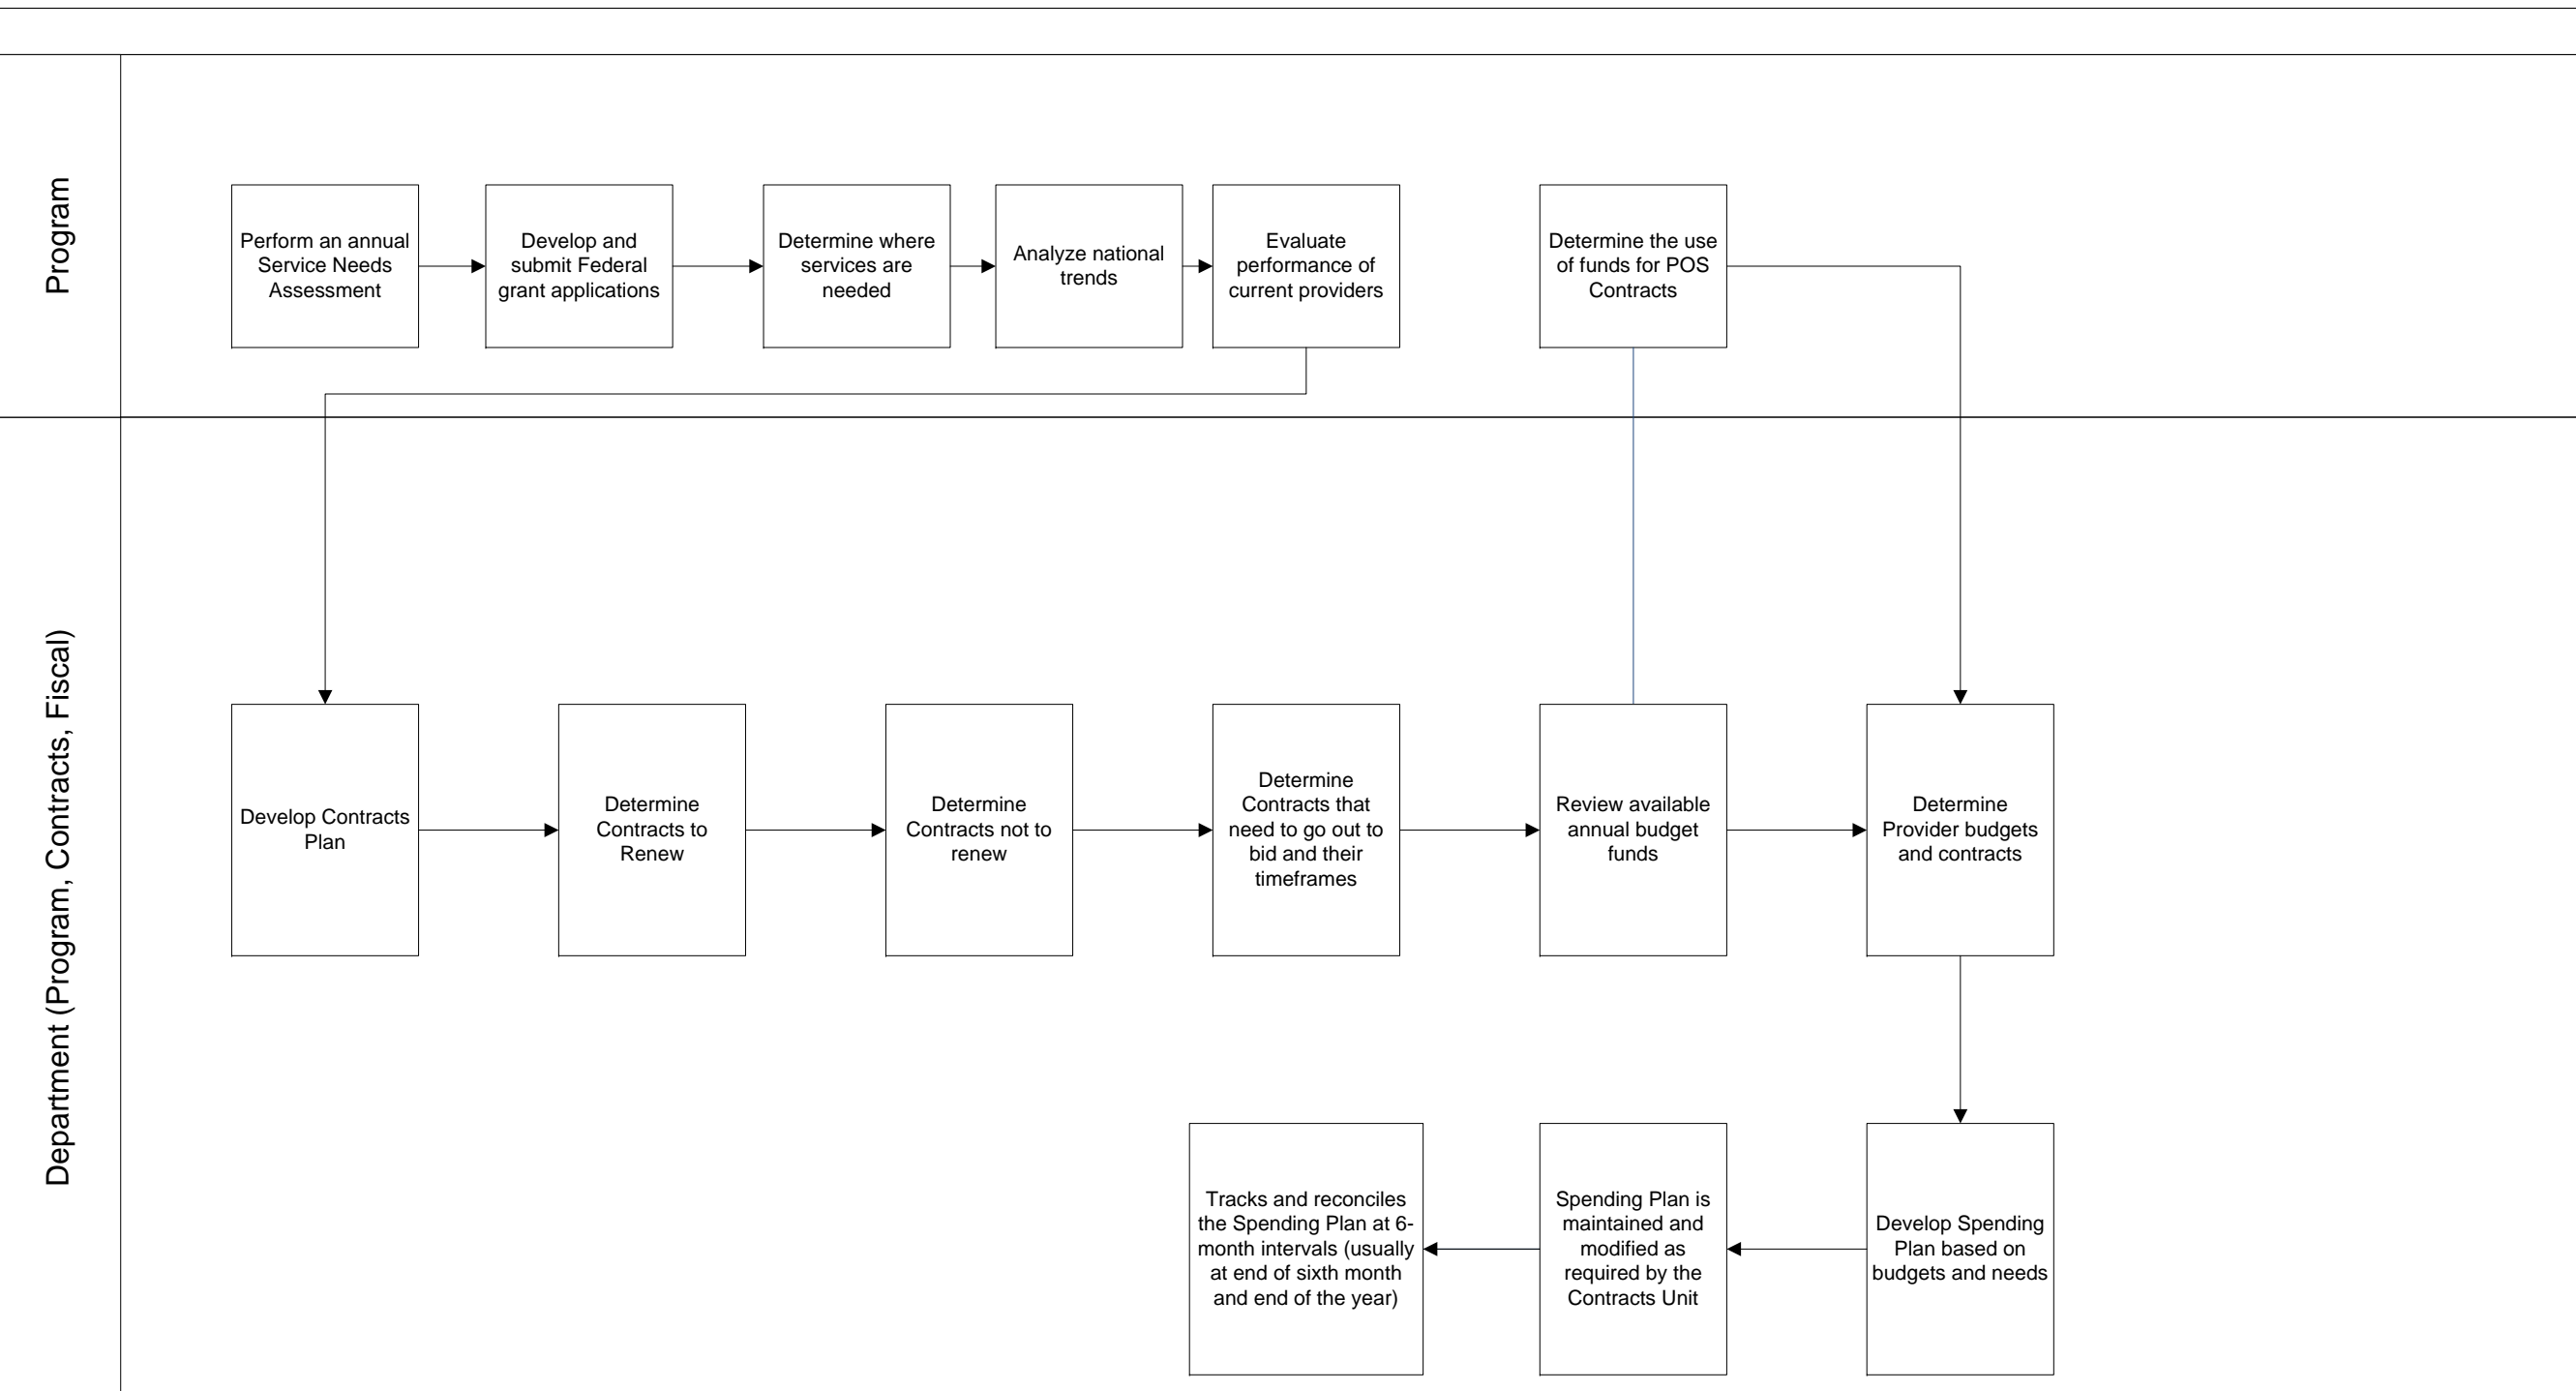 Program
Perform an annual
Service Needs
Assessment
Develop and
submit Federal
grant applications
Determine where
services are
needed
Analyze national
trends
Evaluate
performance of
current providers
Determine the use
of funds for POS
Contracts
Department (Program, Contracts, Fiscal)
Develop Contracts
Plan
Determine
Contracts to
Renew
Determine
Contracts not to
renew
Determine
Contracts that
need to go out to
bid and their
timeframes
Review available
annual budget
funds
Determine
Provider budgets
and contracts
Tracks and reconciles
the Spending Plan at 6-
month intervals (usually
at end of sixth month
and end of the year)
Spending Plan is
maintained and
modified as
required by the
Contracts Unit
Develop Spending
Plan based on
budgets and needs